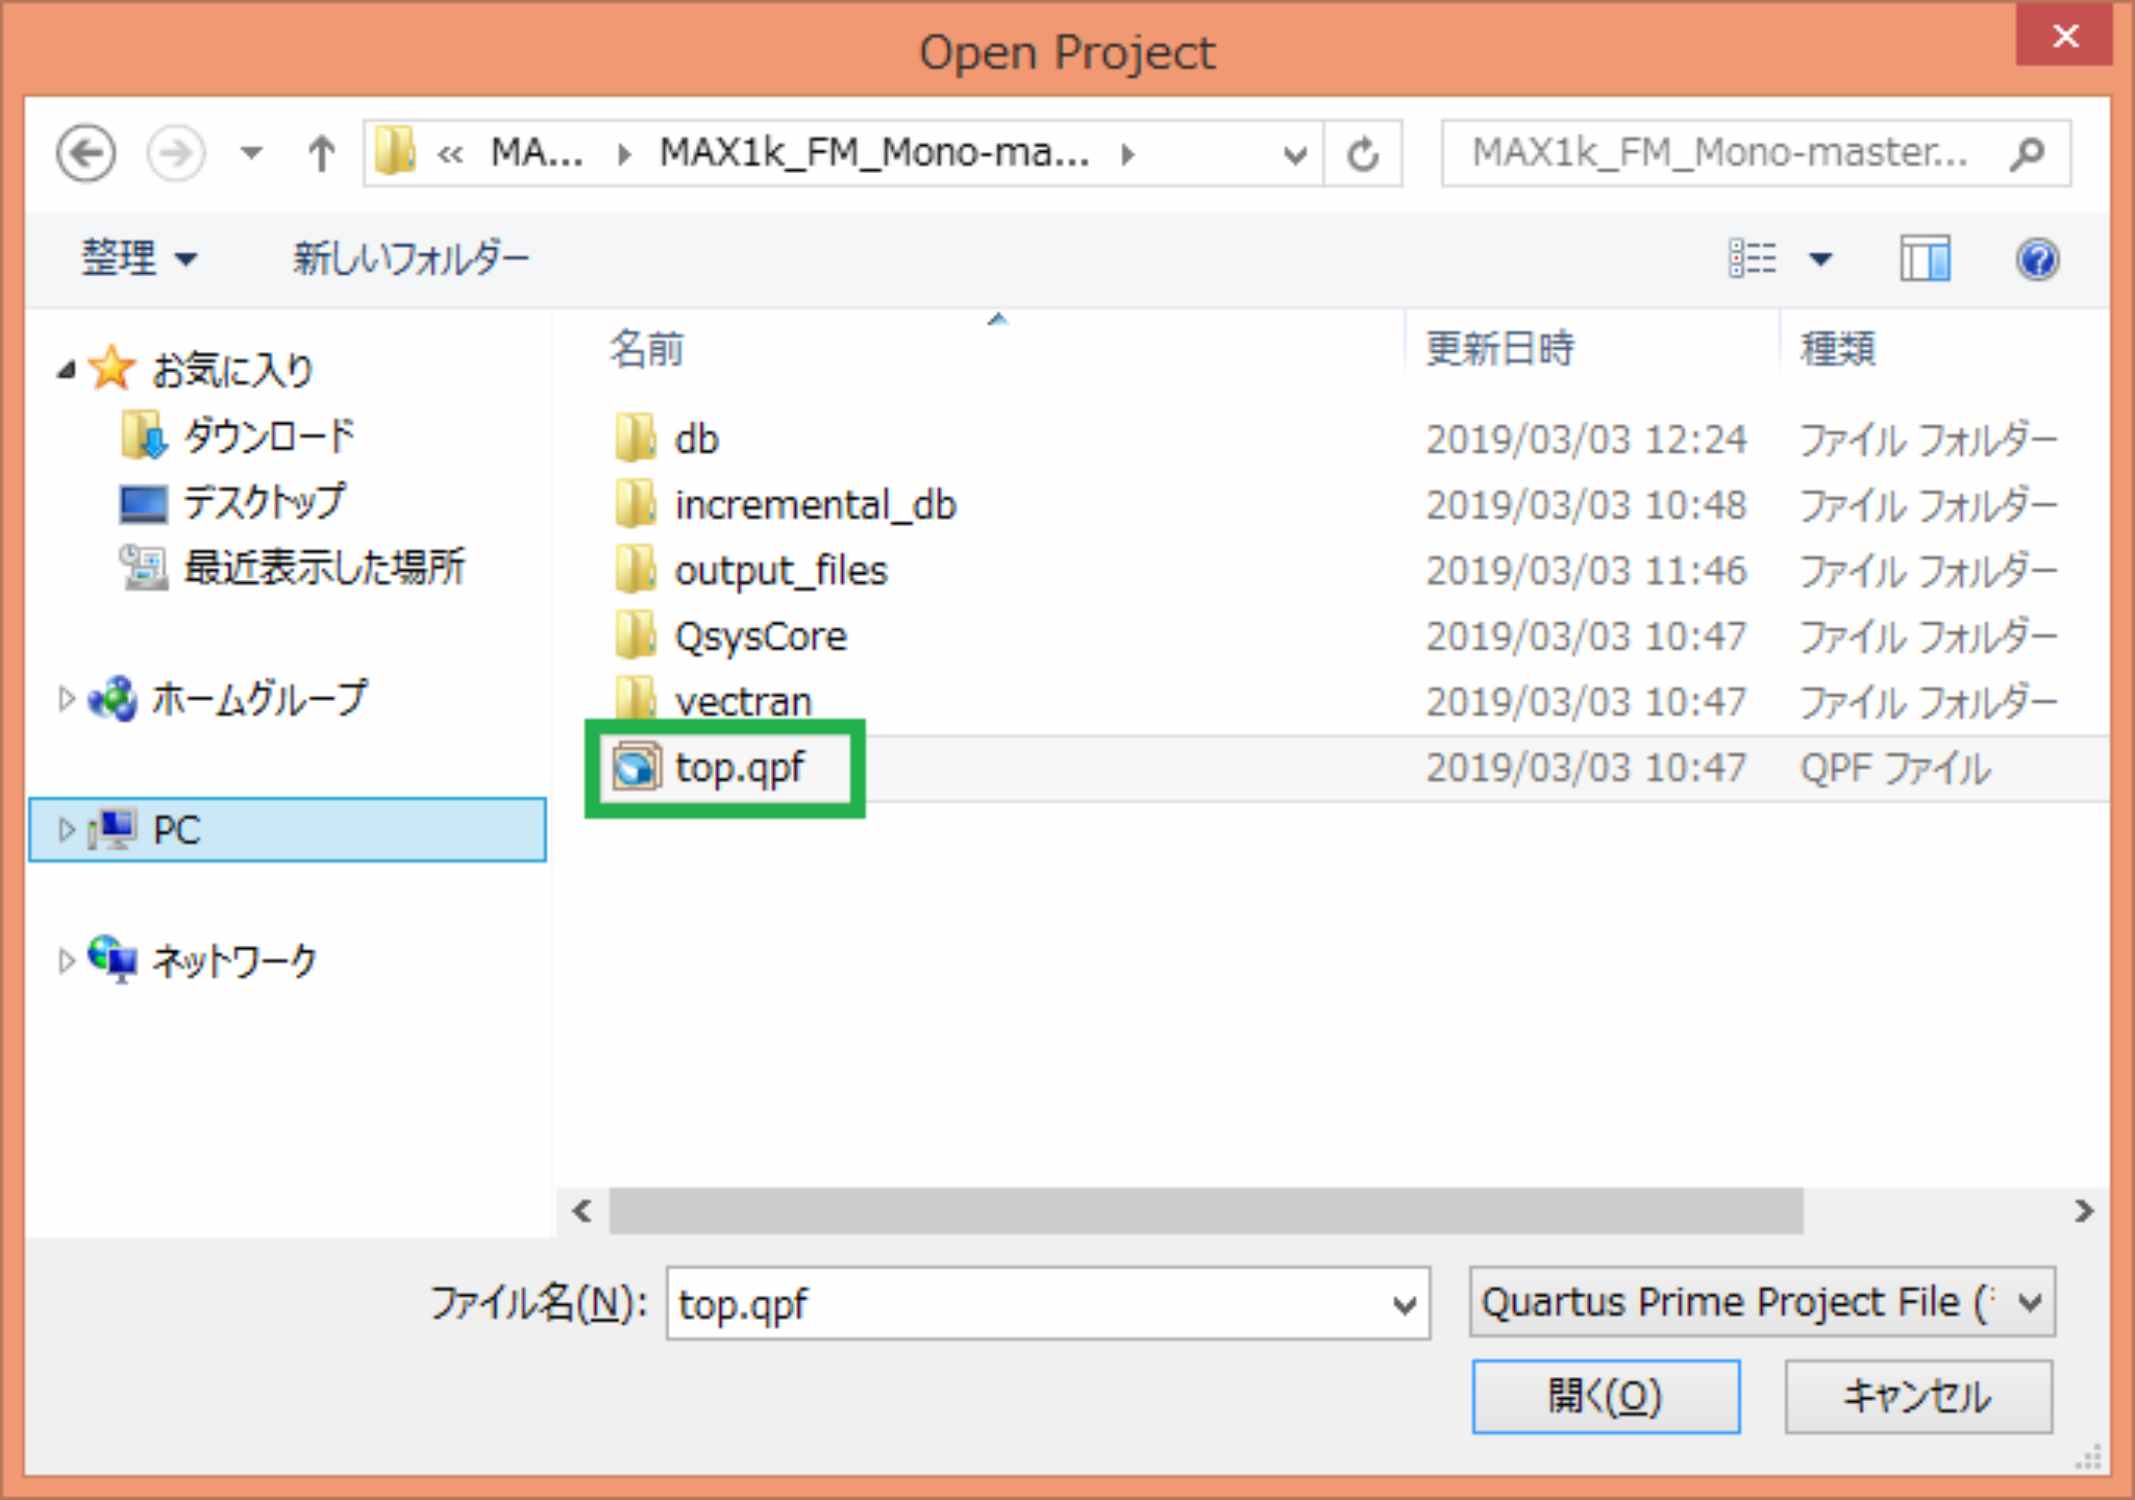 Open Project
« MA... MAX1k_FM_Mono-ma...
MAX1k_FM_Mono-master...
整理 新しいフォルダー
名前 更新日時 種類
お気に入り
ダウンロード
デスクトップ
最近表示した場所
ホームグループ
PC
ネットワーク
db 2019/03/03 12:24 ファイル フォルダー
incremental_db 2019/03/03 10:48 ファイル フォルダー
output_files 2019/03/03 11:46 ファイル フォルダー
QsysCore 2019/03/03 10:47 ファイル フォルダー
vectran 2019/03/03 10:47 ファイル フォルダー
top.qpf 2019/03/03 10:47 QPF ファイル
ファイル名(N): top.qpf Quartus Prime Project File (
開く(O) キャンセル